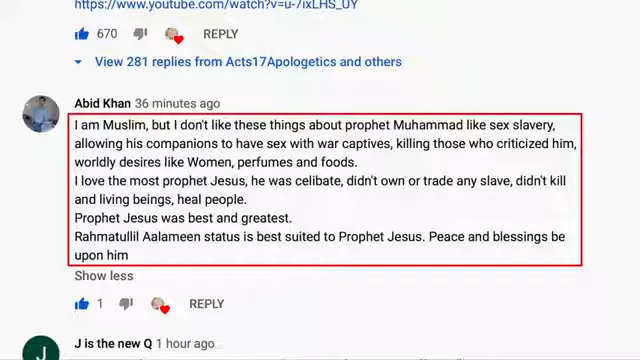 https://www.youtube.com/watch?v=u-7ixLHS_UY
670 REPLY
View 281 replies from Acts17Apologetics and others
Abid Khan 36 minutes ago
I am Muslim, but I don't like these things about prophet Muhammad like sex slavery,
allowing his companions to have sex with war captives, killing those who criticized him,
worldly desires like Women, perfumes and foods.
I love the most prophet Jesus, he was celibate, didn't own or trade any slave, didn't kill
and living beings, heal people.
Prophet Jesus was best and greatest.
Rahmatullil Aalameen status is best suited to Prophet Jesus. Peace and blessings be
upon him
Show less
1 REPLY
J
J is the new Q 1 hour ago